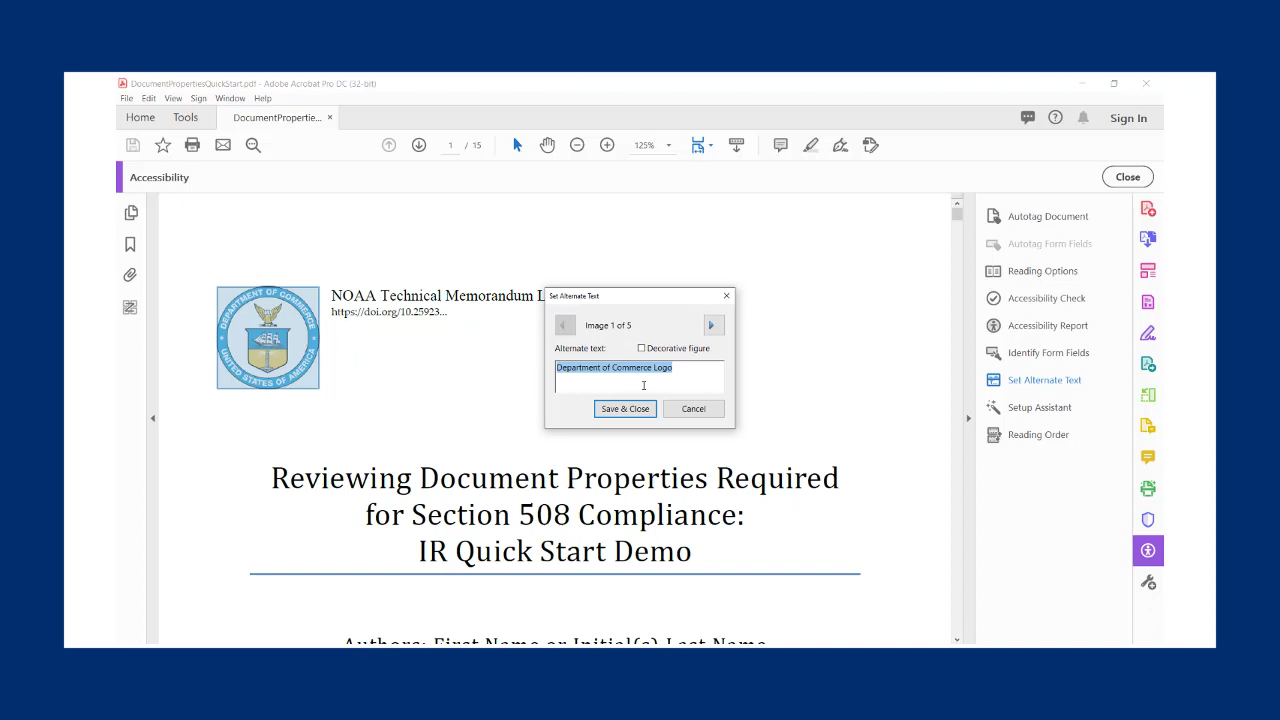 DocumentPropertiesQuickStart.pdf - Adobe Acrobat Pro DC (32-bit)
File Edit View Sign Window Help
Home Tools DocumentPropertie... × Sign In
1 / 15 125%
Accessibility Close
DEPARTMENT OF COMMERCE
UNITED STATES OF AMERICA
NOAA Technical Memorandum
https://doi.org/10.25923...
Set Alternate Text
Image 1 of 5
Alternate text: Decorative figure
Department of Commerce Logo
Save & Close Cancel
Reviewing Document Properties Required
for Section 508 Compliance:
IR Quick Start Demo
Authors: First Name or Initial(s) Last Name
Autotag Document
Autotag Form Fields
Reading Options
Accessibility Check
Accessibility Report
Identify Form Fields
Set Alternate Text
Setup Assistant
Reading Order